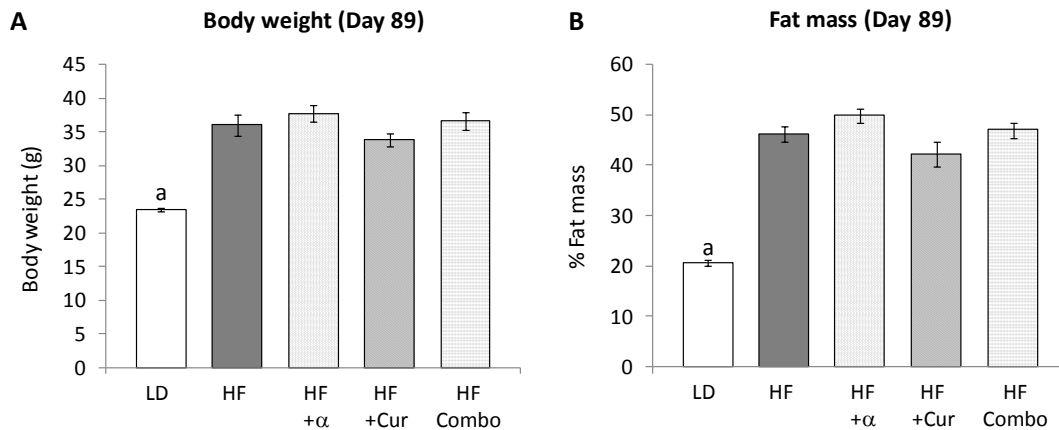 A
Body weight (Day 89)
45
40
35
30
25
20
15
10
5
0
Body weight (g)
a
LD
HF
HF
+α
HF
+Cur
HF
Combo
B
Fat mass (Day 89)
60
50
40
30
20
10
0
% Fat mass
a
LD
HF
HF
+α
HF
+Cur
HF
Combo